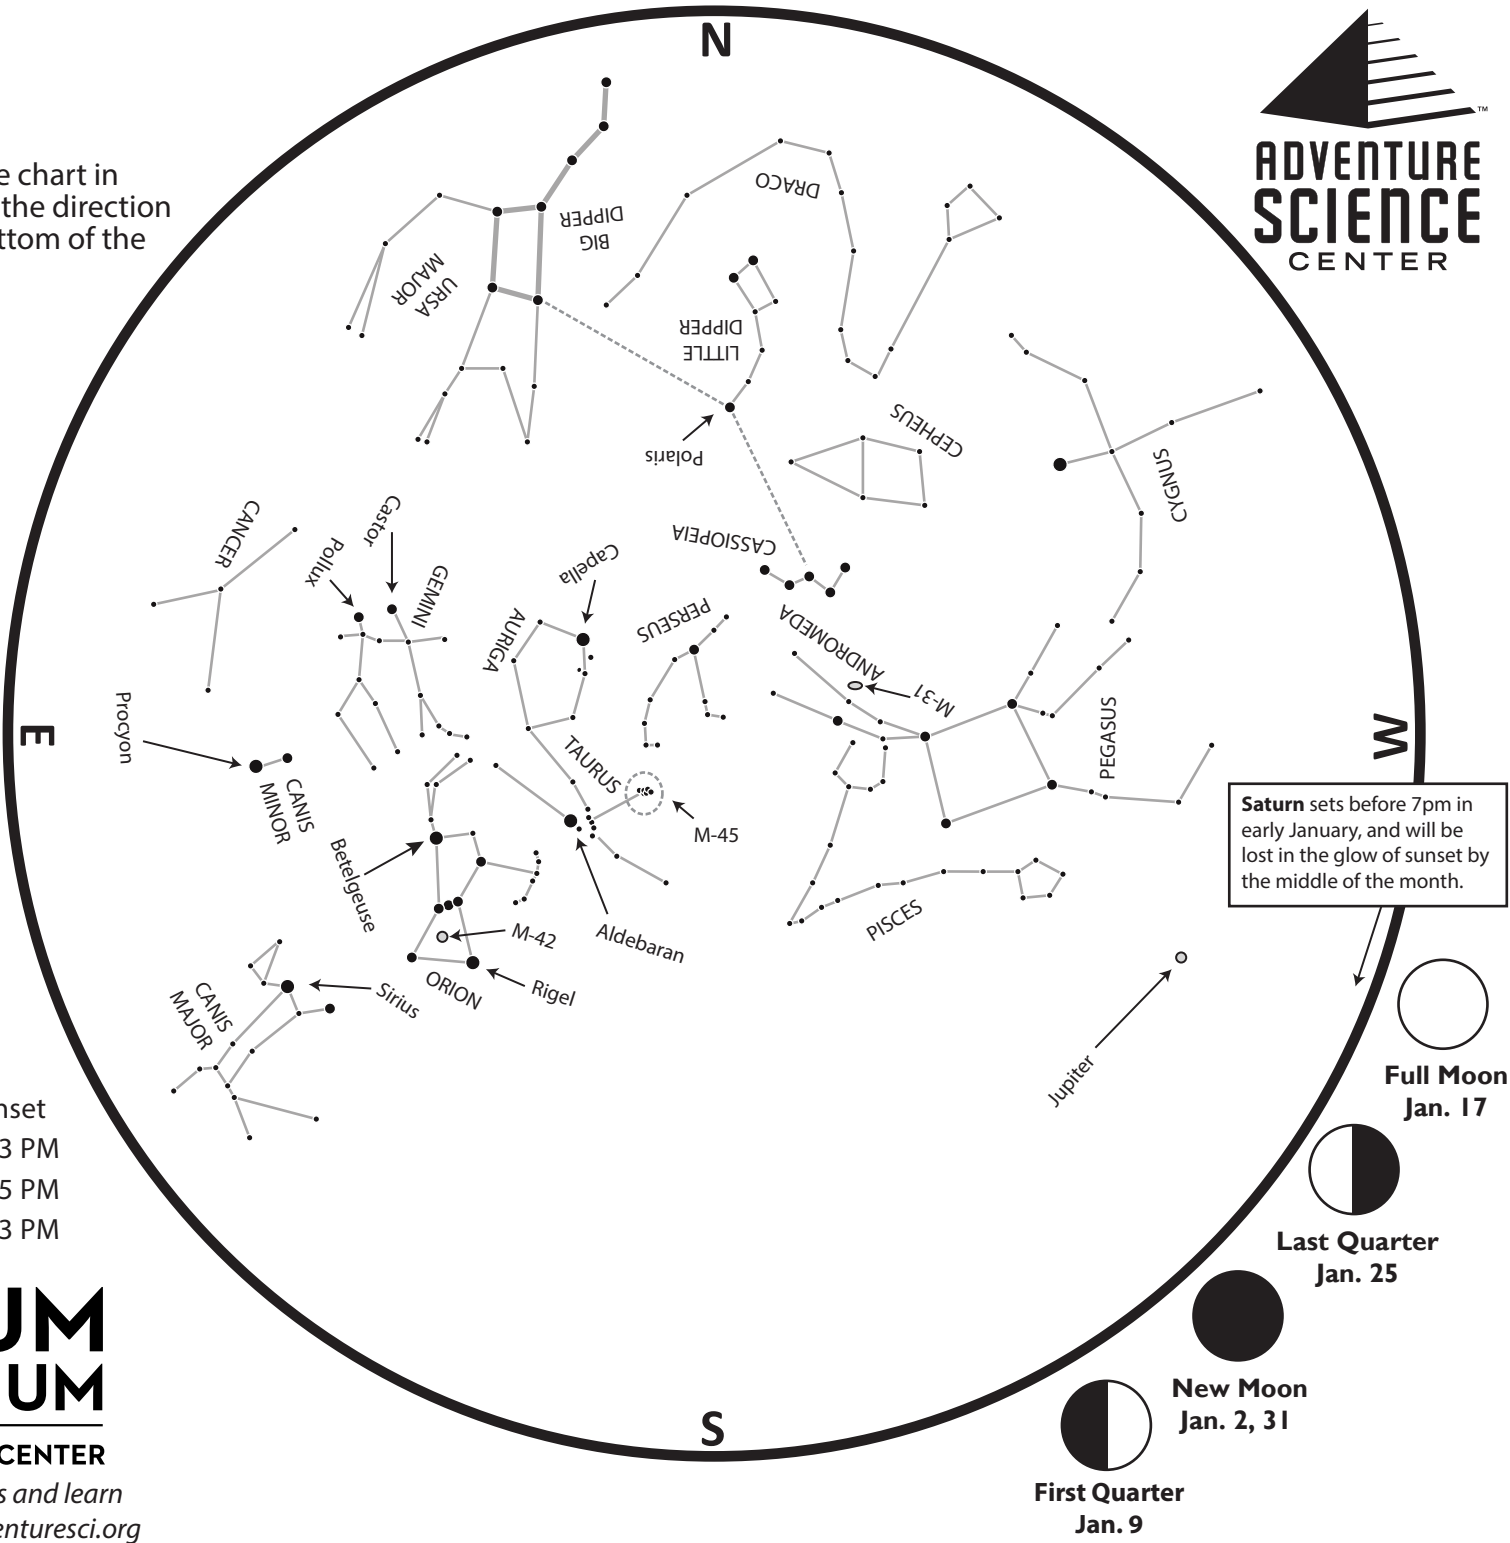 N
e chart in
the direction
ttom of the
™
ADVENTURE
SCIENCE
CENTER
DRACO
BIG
DIPPER
URSA
MAJOR
LITTLE
DIPPER
Polaris
CEPHEUS
CYGNUS
CASSIOPEIA
CANCER
Castor
Pollux
GEMINI
Capella
AURIGA
PERSEUS
ANDROMEDA
M-31
PEGASUS
E
W
Procyon
CANIS
MINOR
TAURUS
M-45
Betelgeuse
Aldebaran
M-42
ORION
Rigel
Sirius
CANIS
MAJOR
PISCES
Jupiter
Saturn sets before 7pm in
early January, and will be
lost in the glow of sunset by
the middle of the month.
Full Moon
Jan. 17
Last Quarter
Jan. 25
New Moon
Jan. 2, 31
First Quarter
Jan. 9
S
nset
3 PM
5 PM
3 PM
UM
UM
CENTER
s and learn
enturesci.org